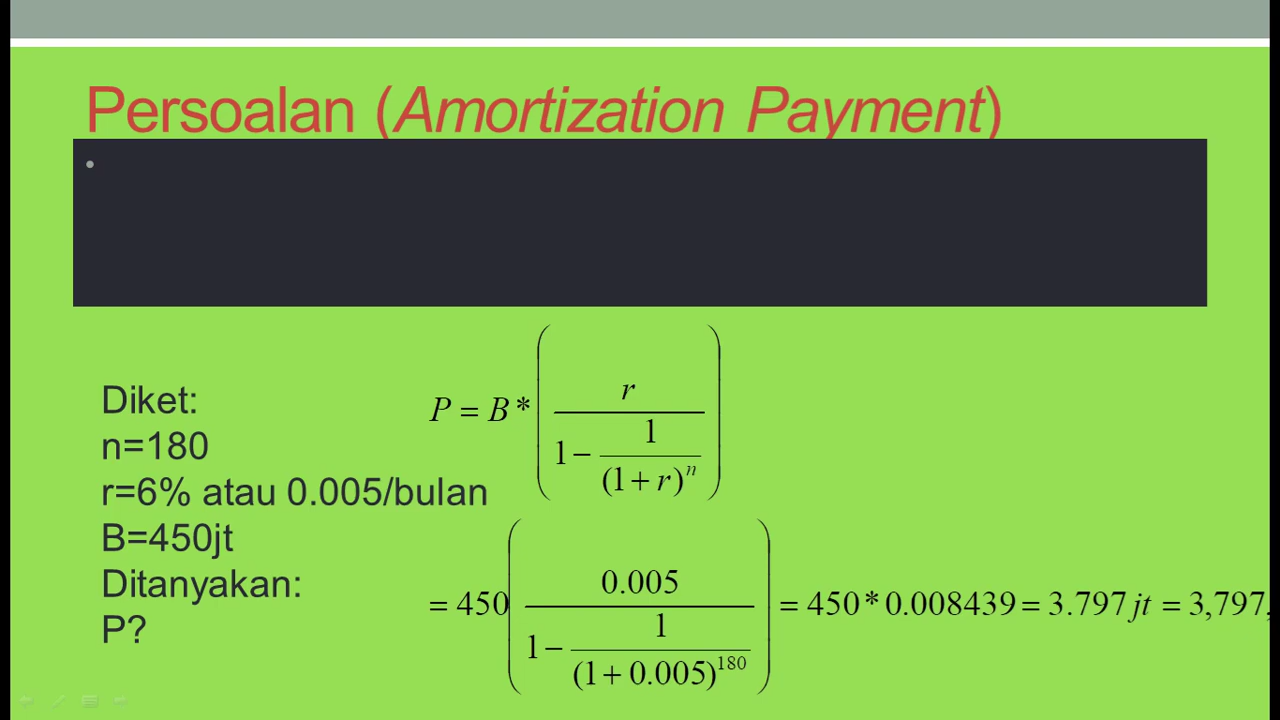 Persoalan (Amortization Payment)
•
Diket:
n=180
r=6% atau 0.005/bulan
B=450jt
Ditanyakan:
P?
P = B * ( r / ( 1 − 1 / (1 + r)^n ) )
= 450 ( 0.005 / ( 1 − 1 / (1 + 0.005)^180 ) ) = 450 * 0.008439 = 3.797 jt = 3,797,